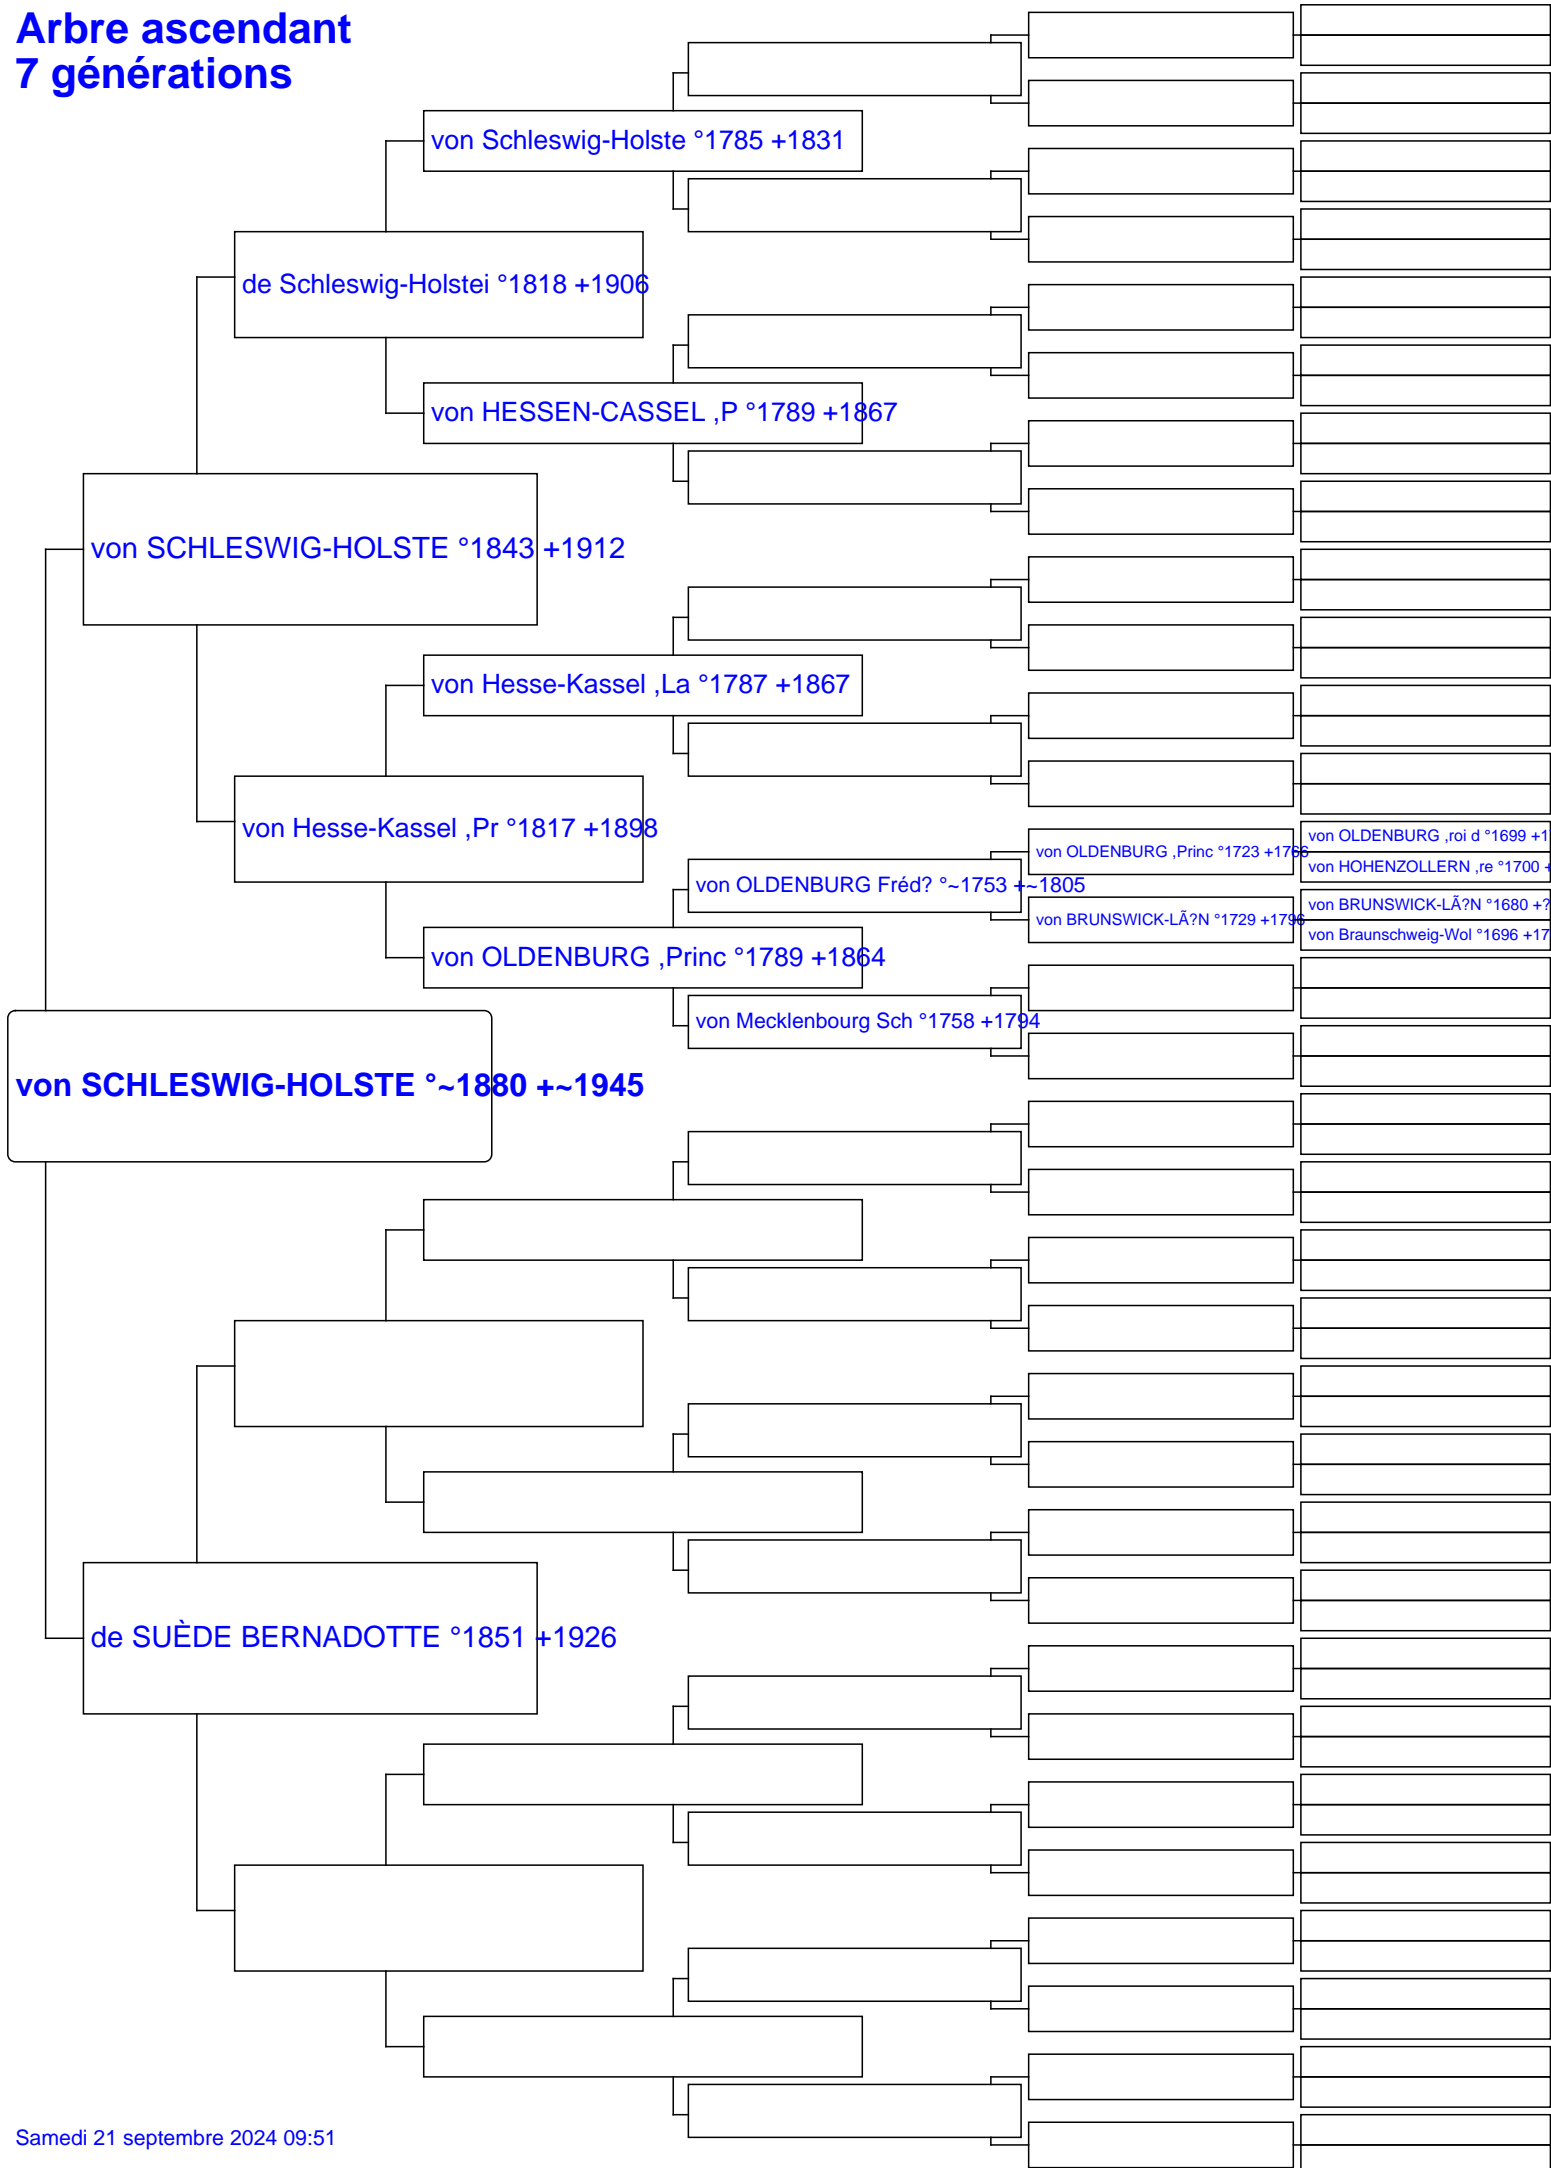 Arbre ascendant
7 générations
von Schleswig-Holste °1785 +1831
de Schleswig-Holstei °1818 +1906
von HESSEN-CASSEL ,P °1789 +1867
von SCHLESWIG-HOLSTE °1843 +1912
von Hesse-Kassel ,La °1787 +1867
von Hesse-Kassel ,Pr °1817 +1898
von OLDENBURG ,roi d °1699 +1
von OLDENBURG ,Princ °1723 +1766
von HOHENZOLLERN ,re °1700 +
von OLDENBURG Fréd? °~1753 +~1805
von BRUNSWICK-LÃ?N °1680 +?
von BRUNSWICK-LÃ?N °1729 +1796
von Braunschweig-Wol °1696 +17
von OLDENBURG ,Princ °1789 +1864
von Mecklenbourg Sch °1758 +1794
von SCHLESWIG-HOLSTE °~1880 +~1945
de SUÈDE BERNADOTTE °1851 +1926
Samedi 21 septembre 2024 09:51